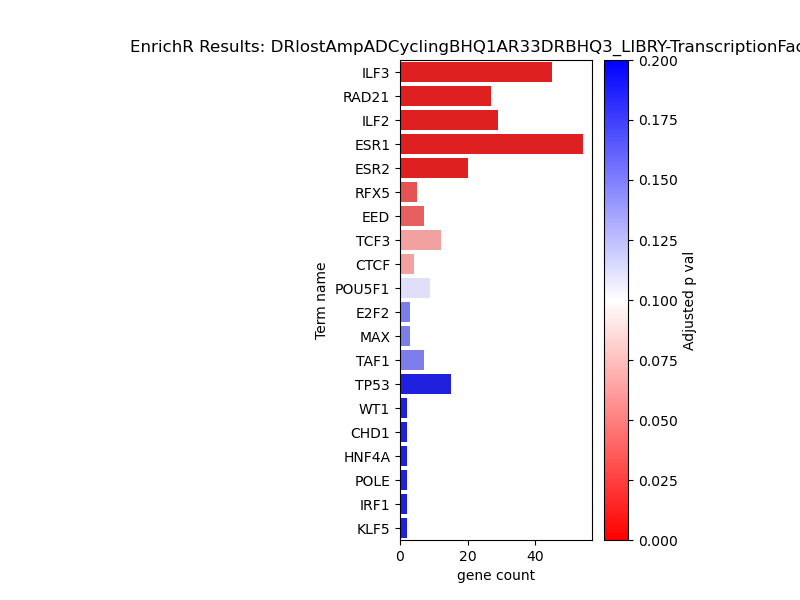 EnrichR Results: DRlostAmpADCyclingBHQ1AR33DRBHQ3_LIBRY-TranscriptionFac
Term name
ILF3
RAD21
ILF2
ESR1
ESR2
RFX5
EED
TCF3
CTCF
POU5F1
E2F2
MAX
TAF1
TP53
WT1
CHD1
HNF4A
POLE
IRF1
KLF5
0 20 40
gene count
0.200
0.175
0.150
0.125
0.100
0.075
0.050
0.025
0.000
Adjusted p val